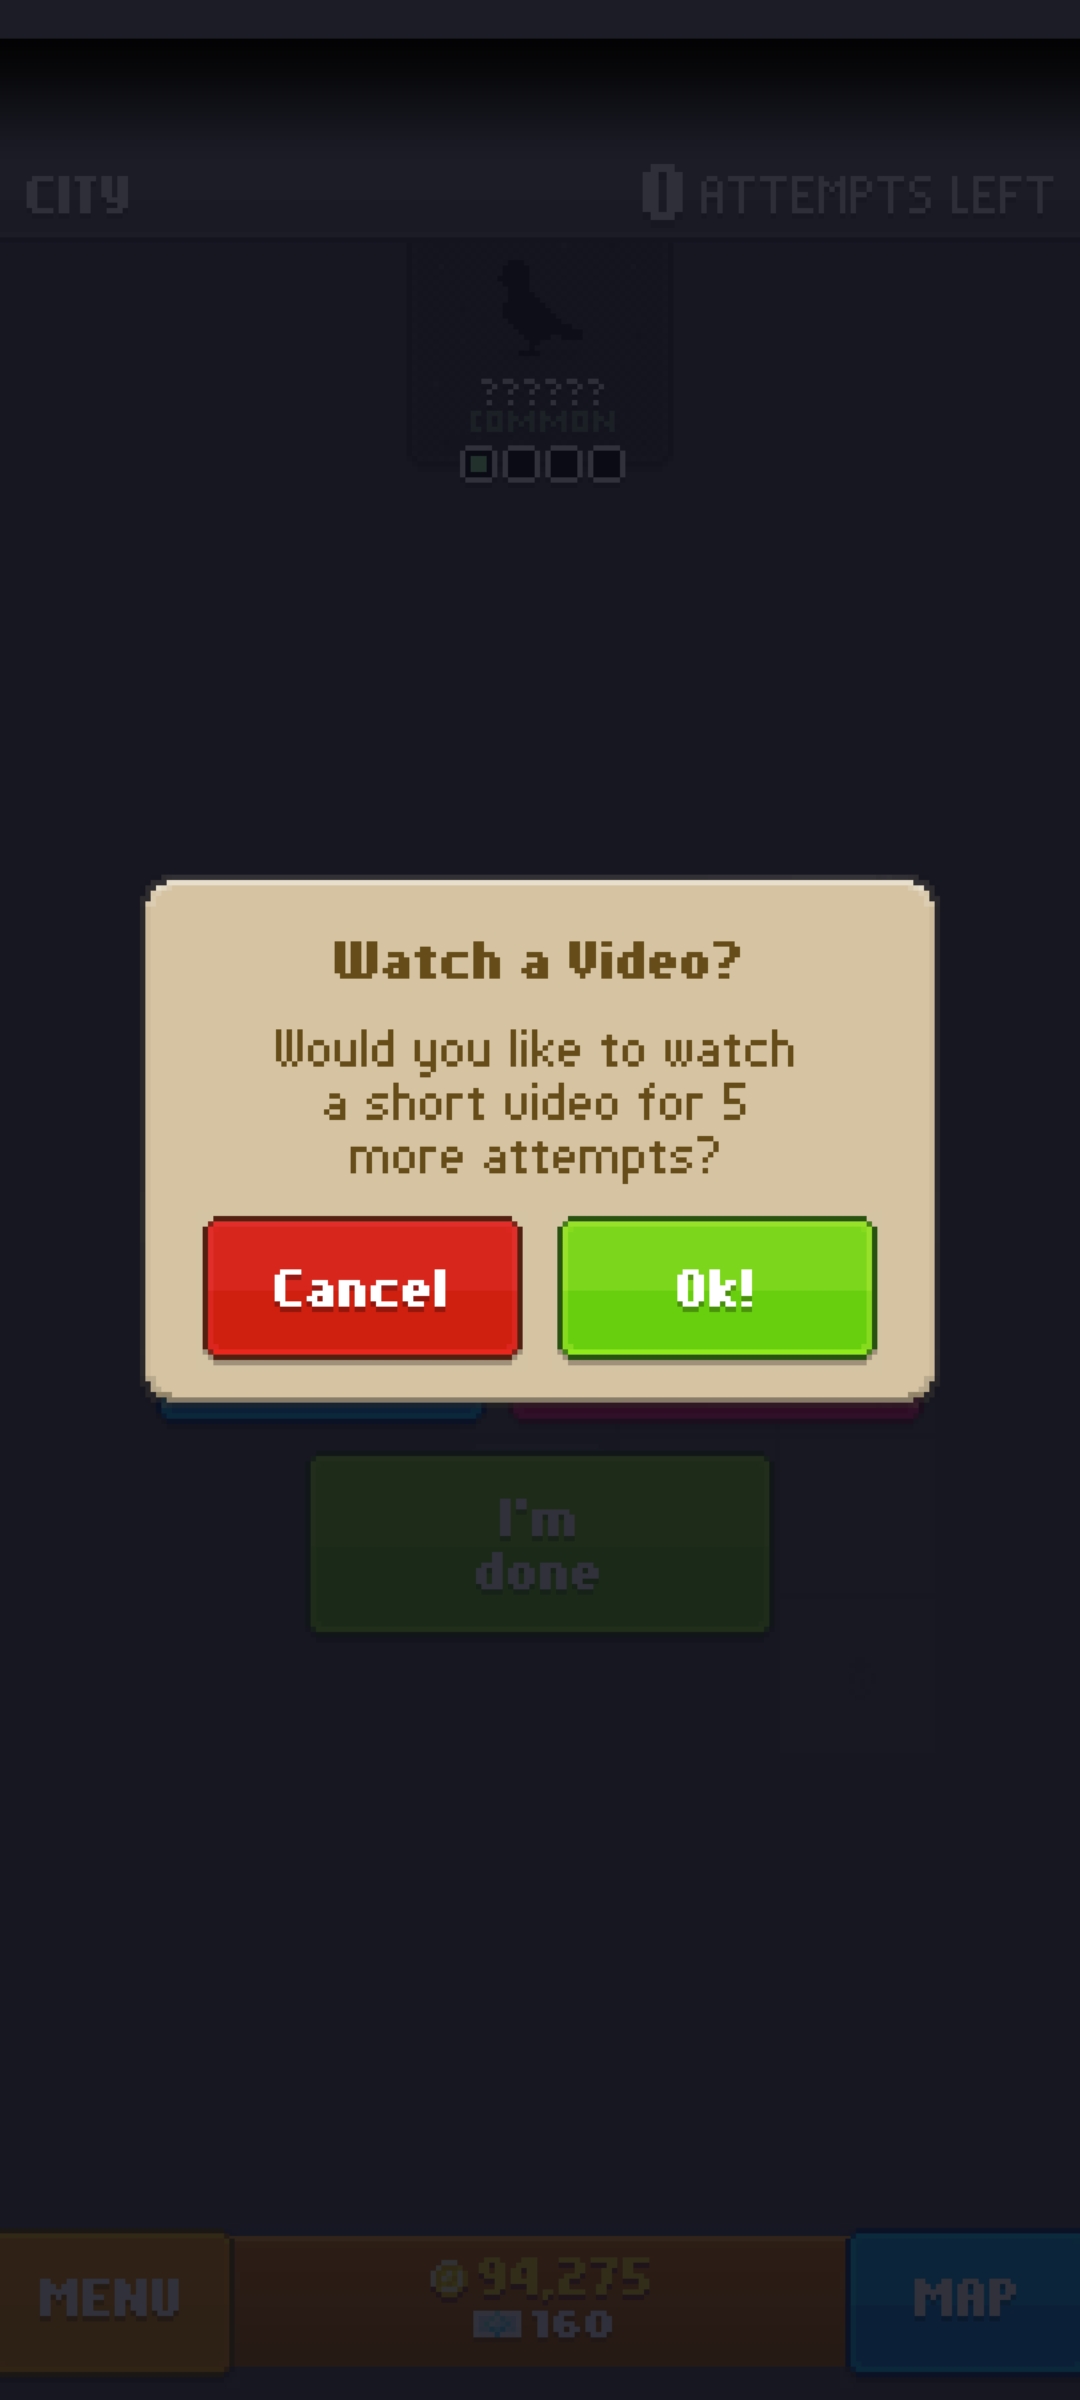 CITY
0 ATTEMPTS LEFT
??????
COMMON
Watch a Video?
Would you like to watch
a short video for 5
more attempts?
Cancel
Ok!
I'm
done
MENU
94,275
160
MAP